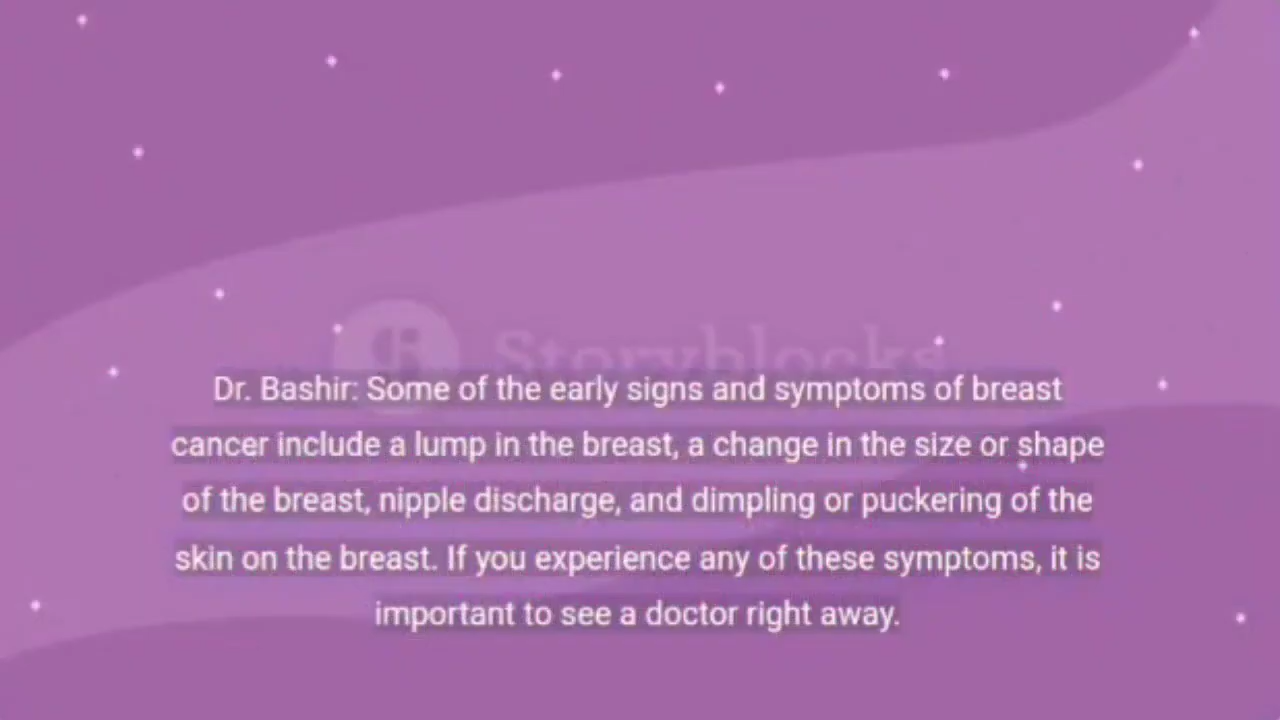 Storyblocks
Dr. Bashir: Some of the early signs and symptoms of breast
cancer include a lump in the breast, a change in the size or shape
of the breast, nipple discharge, and dimpling or puckering of the
skin on the breast. If you experience any of these symptoms, it is
important to see a doctor right away.